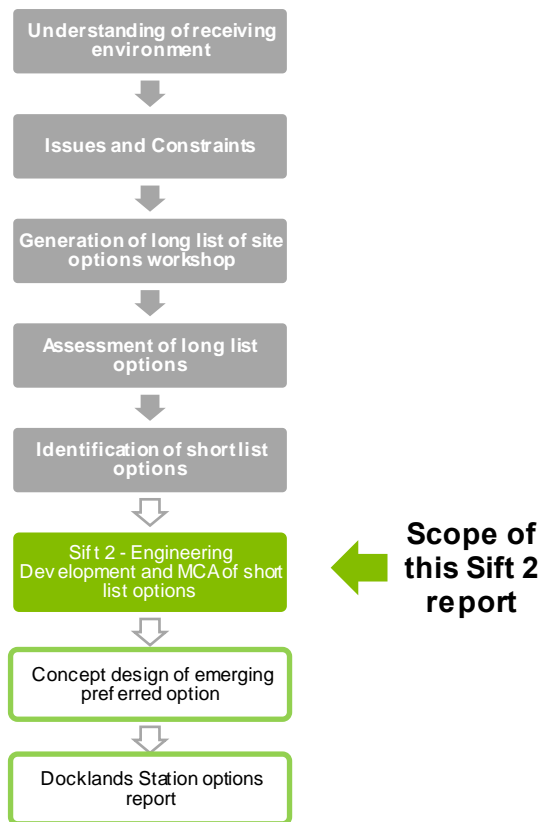 Understanding of receiving
environment
Issues and Constraints
Generation of long list of site
options workshop
Assessment of long list
options
Identification of short list
options
Sift 2 - Engineering
Development and MCA of short
list options
Scope of
this Sift 2
report
Concept design of emerging
preferred option
Docklands Station options
report